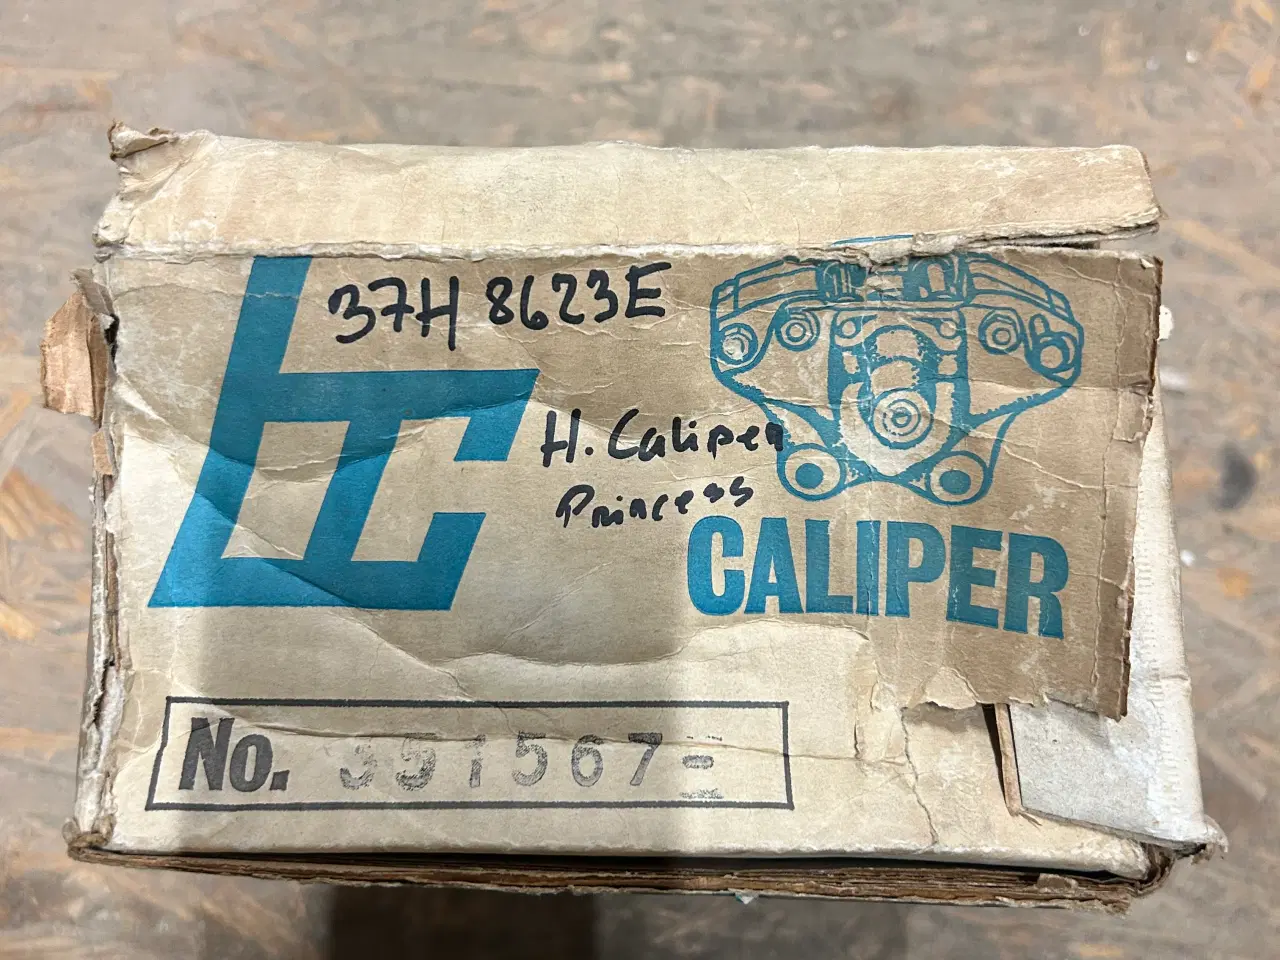 37H 8623E
H. Caliper
Princess
CALIPER
No. 351567-